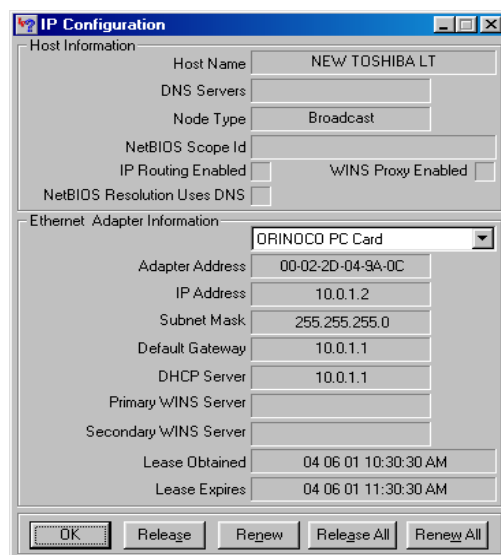 IP Configuration
Host Information
Host Name NEW TOSHIBA LT
DNS Servers
Node Type Broadcast
NetBIOS Scope Id
IP Routing Enabled WINS Proxy Enabled
NetBIOS Resolution Uses DNS
Ethernet Adapter Information
ORINOCO PC Card
Adapter Address 00-02-2D-04-9A-0C
IP Address 10.0.1.2
Subnet Mask 255.255.255.0
Default Gateway 10.0.1.1
DHCP Server 10.0.1.1
Primary WINS Server
Secondary WINS Server
Lease Obtained 04 06 01 10:30:30 AM
Lease Expires 04 06 01 11:30:30 AM
OK Release Renew Release All Renew All